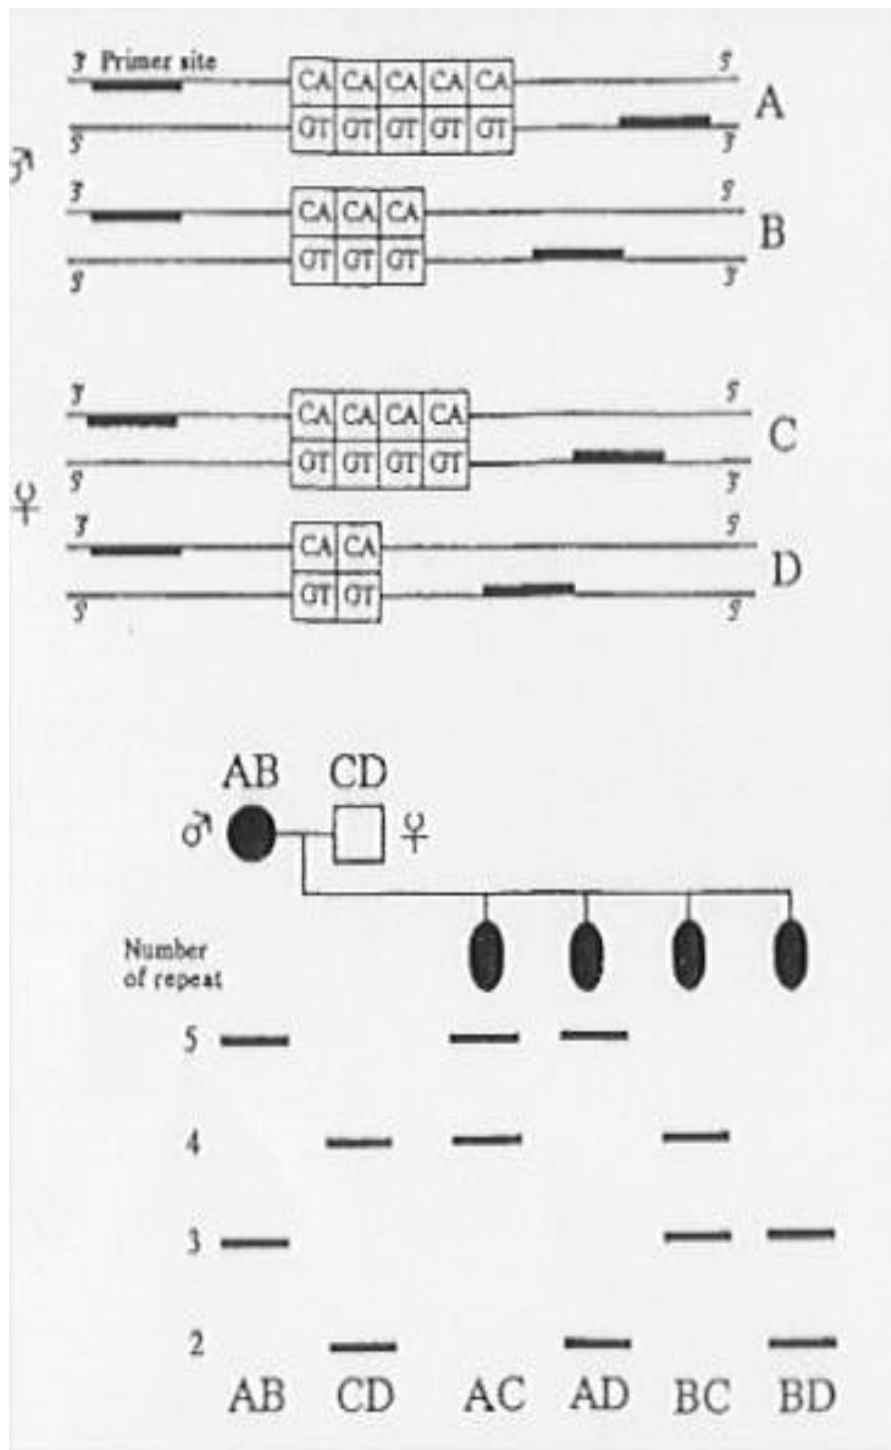 3' Primer site 5'
CA CA CA CA CA
A
GT GT GT GT GT
5' 3'
♂
3' 5'
CA CA CA
B
GT GT GT
5' 3'
3' 5'
CA CA CA CA
C
GT GT GT GT
5' 3'
♀
3' 5'
CA CA
D
GT GT
5' 5'
AB CD
♂ ♀
Number
of repeat
5
4
3
2
AB CD AC AD BC BD